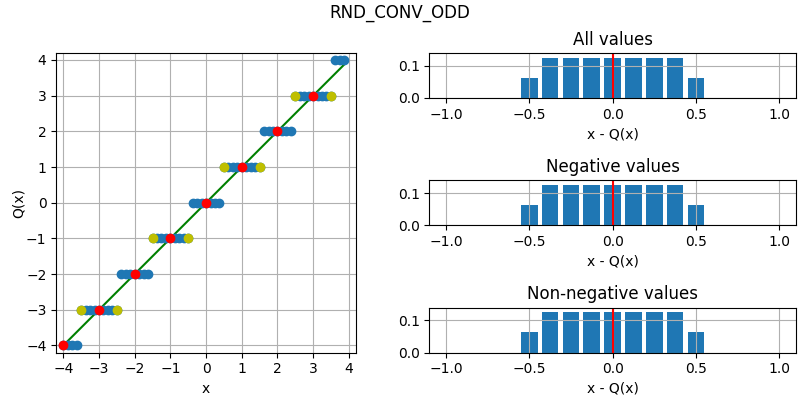 RND_CONV_ODD
Q(x)
4
3
2
1
0
−1
−2
−3
−4
−4 −3 −2 −1 0 1 2 3 4
x
All values
0.1
0.0
−1.0 −0.5 0.0 0.5 1.0
x - Q(x)
Negative values
0.1
0.0
−1.0 −0.5 0.0 0.5 1.0
x - Q(x)
Non-negative values
0.1
0.0
−1.0 −0.5 0.0 0.5 1.0
x - Q(x)